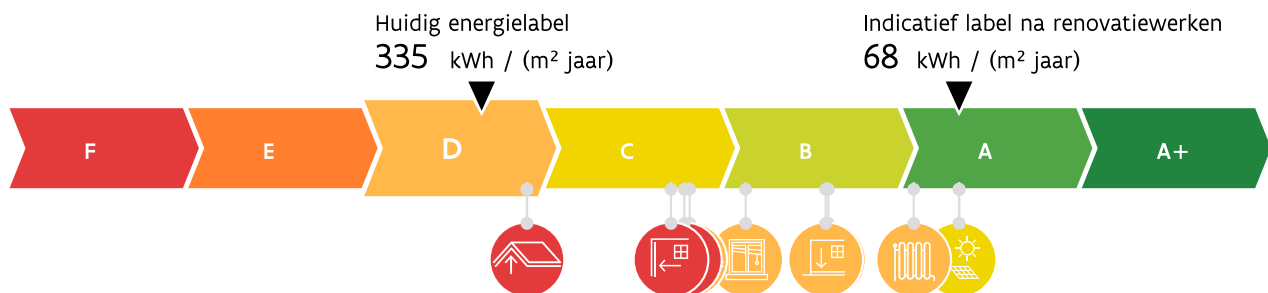 Huidig energielabel
335 kWh / (m² jaar)
Indicatief label na renovatiewerken
68 kWh / (m² jaar)
F
E
D
C
B
A
A+